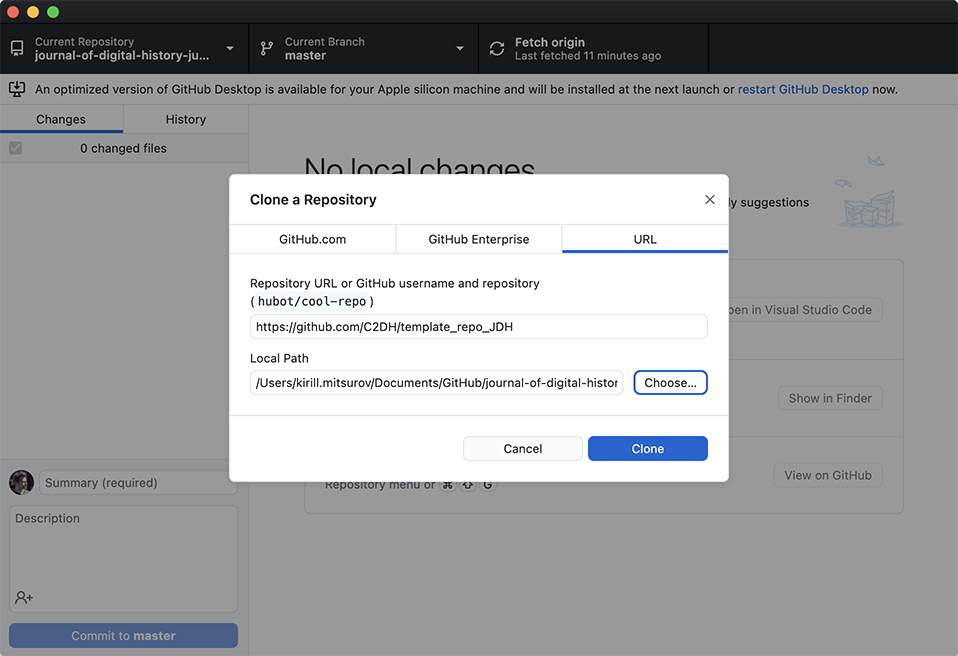 Current Repository
journal-of-digital-history-ju...
Current Branch
master
Fetch origin
Last fetched 11 minutes ago
An optimized version of GitHub Desktop is available for your Apple silicon machine and will be installed at the next launch or restart GitHub Desktop now.
Changes
History
0 changed files
No local changes
ly suggestions
Clone a Repository
GitHub.com
GitHub Enterprise
URL
Repository URL or GitHub username and repository
(hubot/cool-repo)
https://github.com/C2DH/template_repo_JDH
Local Path
/Users/kirill.mitsurov/Documents/GitHub/journal-of-digital-histor
Choose...
Cancel
Clone
pen in Visual Studio Code
Show in Finder
View on GitHub
Repository menu or ⌘ ⇧ G
Summary (required)
Description
Commit to master